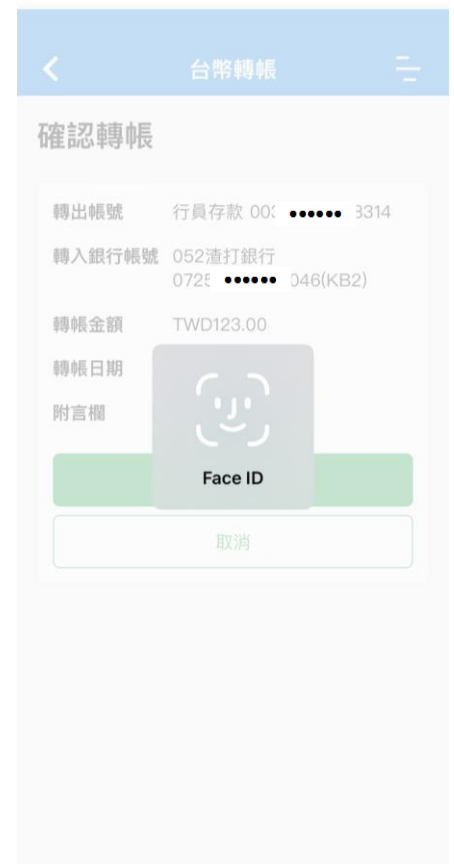 台幣轉帳
確認轉帳
轉出帳號 行員存款 003 •••••• 3314
轉入銀行帳號 052渣打銀行
0725 •••••• 046(KB2)
轉帳金額 TWD123.00
轉帳日期
附言欄
Face ID
取消